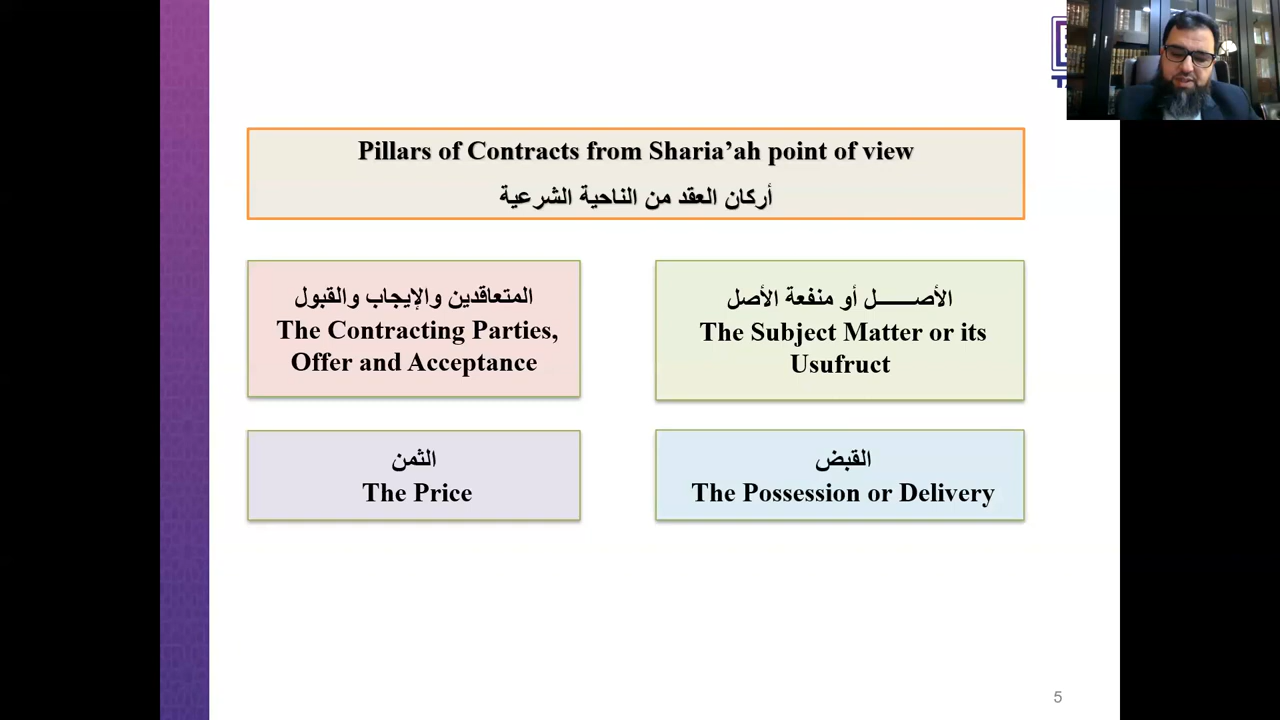 Pillars of Contracts from Sharia’ah point of view
أركان العقد من الناحية الشرعية
المتعاقدين والإيجاب والقبول
The Contracting Parties,
Offer and Acceptance
الأصـــــــل أو منفعة الأصل
The Subject Matter or its
Usufruct
الثمن
The Price
القبض
The Possession or Delivery
5